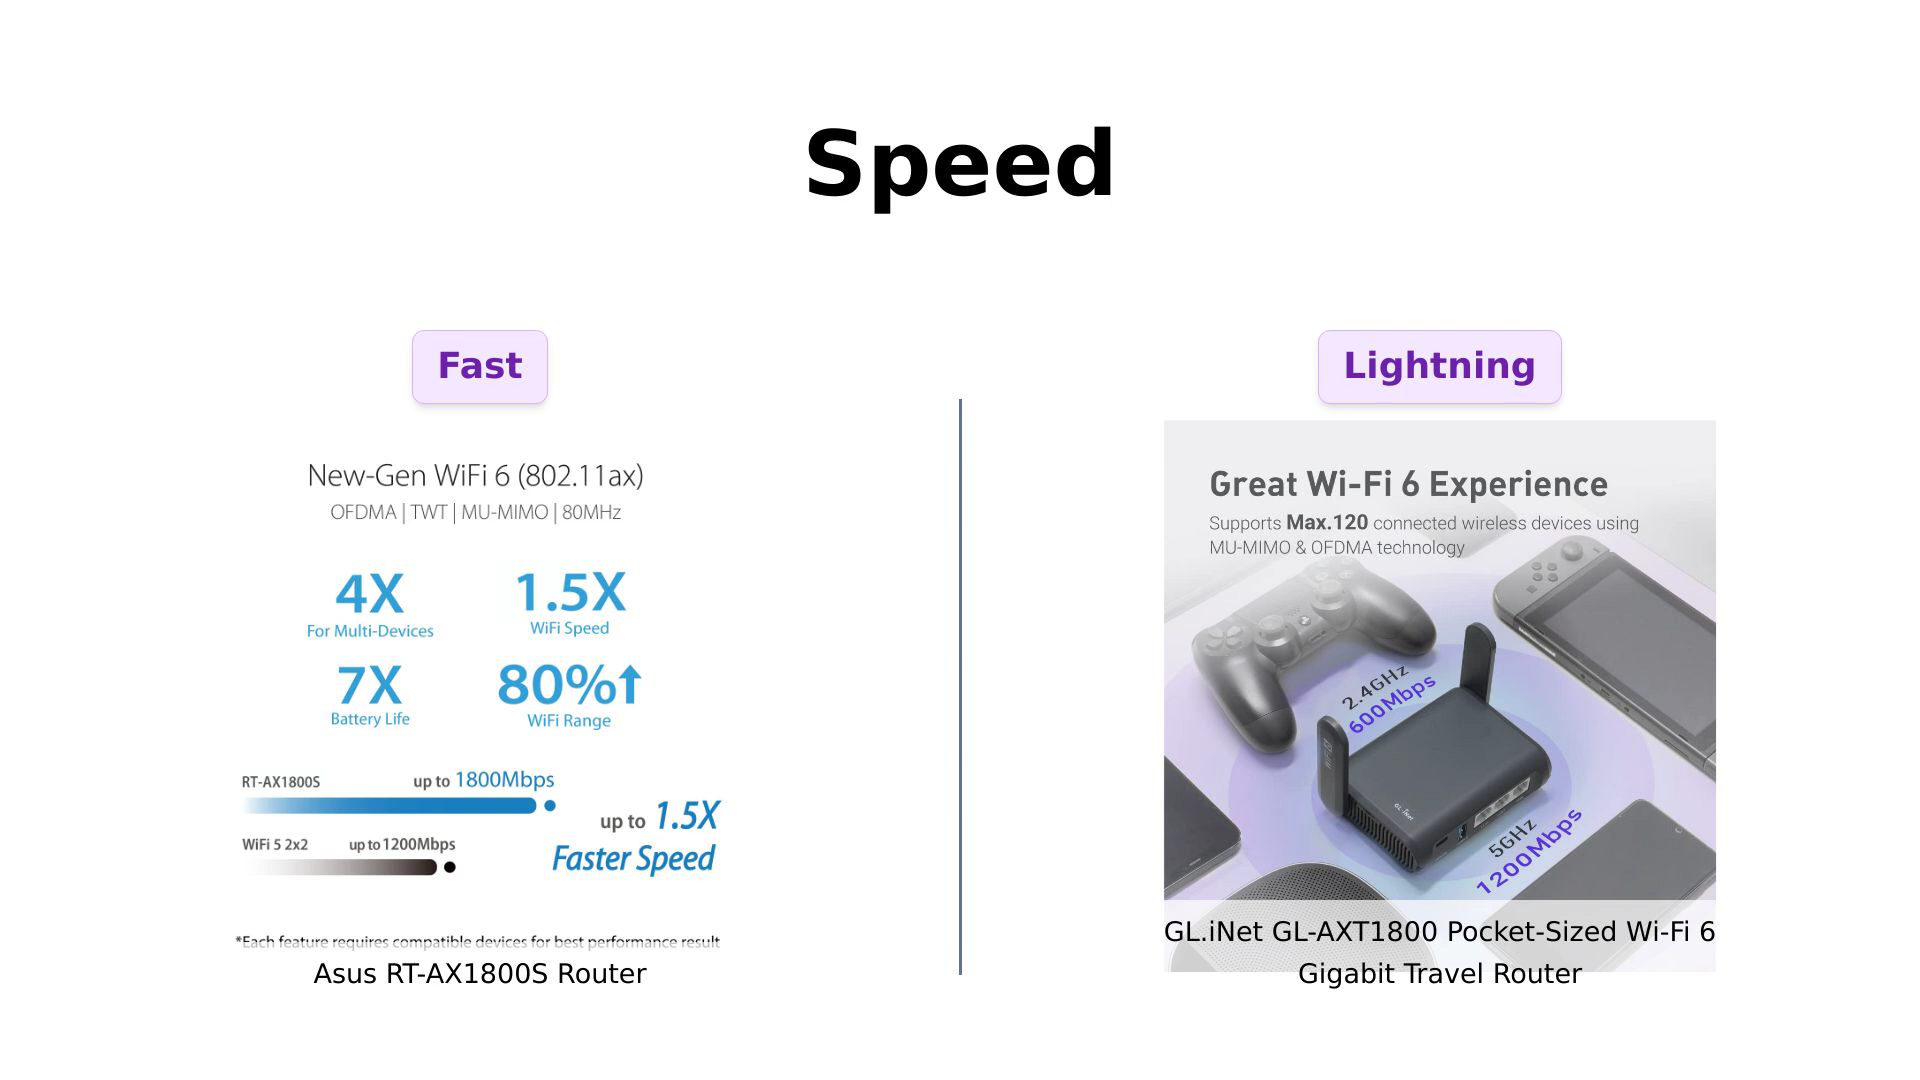 Speed
Fast
New-Gen WiFi 6 (802.11ax)
OFDMA | TWT | MU-MIMO | 80MHz
4X
For Multi-Devices
1.5X
WiFi Speed
7X
Battery Life
80%↑
WiFi Range
RT-AX1800S up to 1800Mbps
WiFi 5 2x2 up to 1200Mbps
up to 1.5X
Faster Speed
*Each feature requires compatible devices for best performance result
Asus RT-AX1800S Router
Lightning
Great Wi-Fi 6 Experience
Supports Max.120 connected wireless devices using
MU-MIMO & OFDMA technology
2.4GHz
600Mbps
WiFi 6
GL.iNet
5GHz
1200Mbps
GL.iNet GL-AXT1800 Pocket-Sized Wi-Fi 6
Gigabit Travel Router